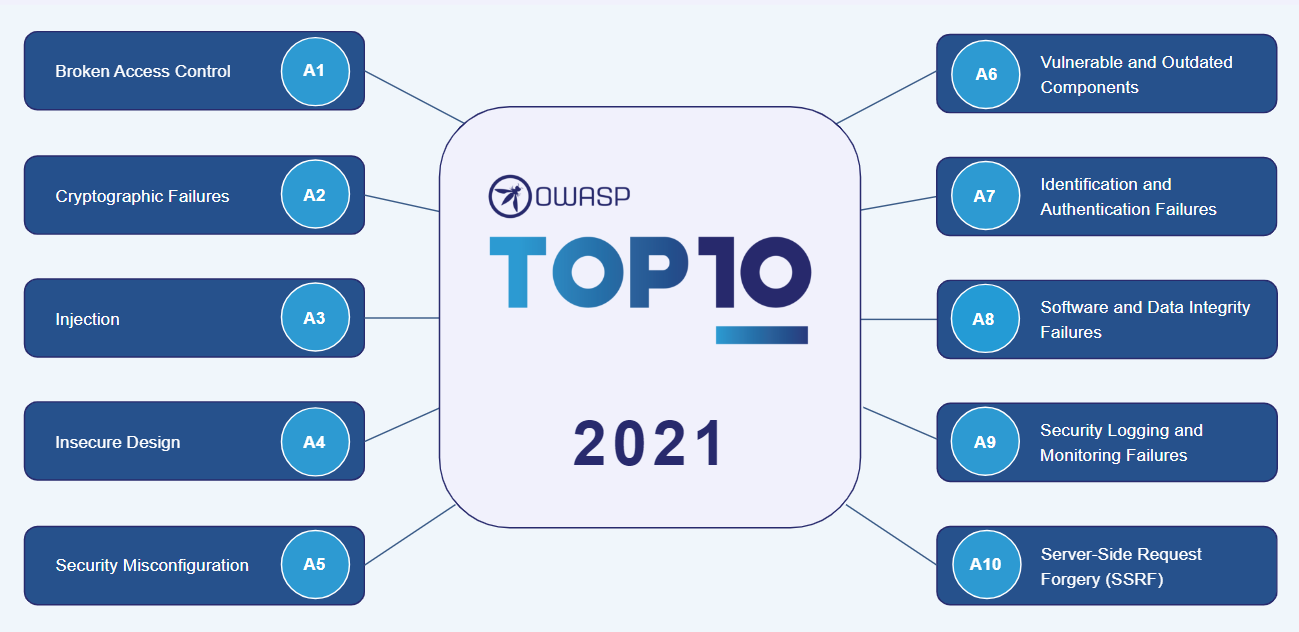 Broken Access Control
A1
Cryptographic Failures
A2
Injection
A3
Insecure Design
A4
Security Misconfiguration
A5
OWASP
TOP10
2021
A6
Vulnerable and Outdated
Components
A7
Identification and
Authentication Failures
A8
Software and Data Integrity
Failures
A9
Security Logging and
Monitoring Failures
A10
Server-Side Request
Forgery (SSRF)